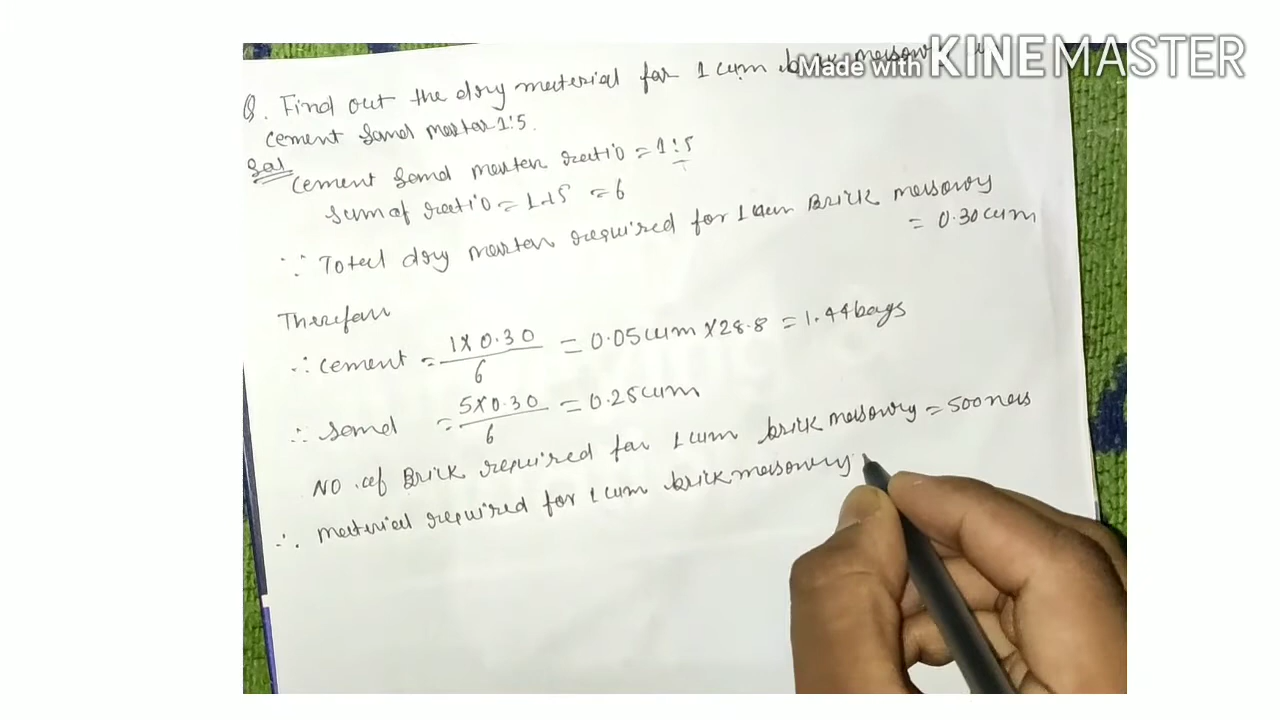 Made with KINEMASTER
Q. Find out the dry material for 1 cum brick masonry
cement sand mortar 1:5.
Sol
cement sand mortar ratio = 1:5
sum of ratio = 1+5 = 6
∵ Total dry mortar required for 1 cum Brick masonry
= 0.30 cum
Therefore
∴ cement = 1 X 0.30 / 6 = 0.05 cum X 28.8 = 1.44 bags
∴ sand = 5 X 0.30 / 6 = 0.25 cum
NO. of Brick required for 1 cum brick masonry = 500 nos
∴ material required for 1 cum brick masonry